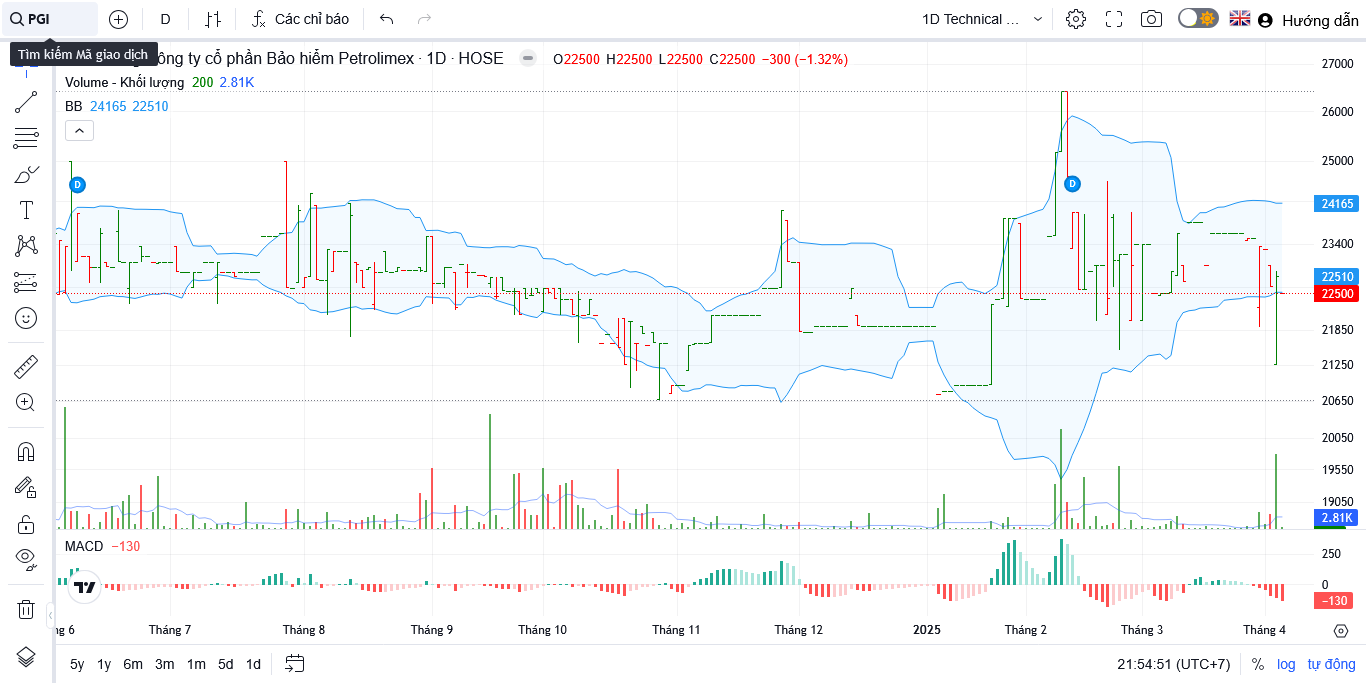 PGI
D
Các chỉ báo
1D Technical ...
Hướng dẫn
Tìm kiếm Mã giao dịch
ông ty cổ phần Bảo hiểm Petrolimex · 1D · HOSE
O22500 H22500 L22500 C22500 −300 (−1.32%)
Volume - Khối lượng 200 2.81K
BB 24165 22510
D
D
27000
26000
25000
24165
23400
22510
22500
21850
21250
20650
20050
19550
19050
2.81K
MACD −130
250
0
−130
ng 6
Tháng 7
Tháng 8
Tháng 9
Tháng 10
Tháng 11
Tháng 12
2025
Tháng 2
Tháng 3
Tháng 4
5y 1y 6m 3m 1m 5d 1d
21:54:51 (UTC+7)
% log tự động